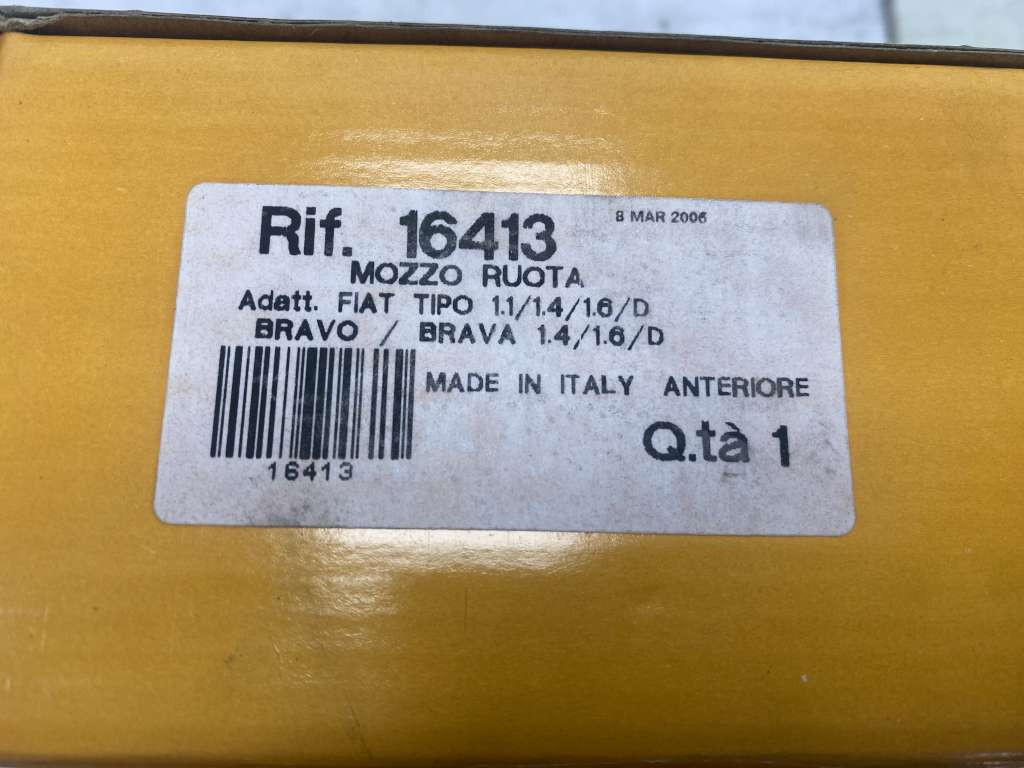 Rif. 16413 8 MAR 2006
MOZZO RUOTA
Adatt. FIAT TIPO 1.1/1.4/1.6/D
BRAVO / BRAVA 1.4/1.6/D
MADE IN ITALY ANTERIORE
Q.tà 1
16413